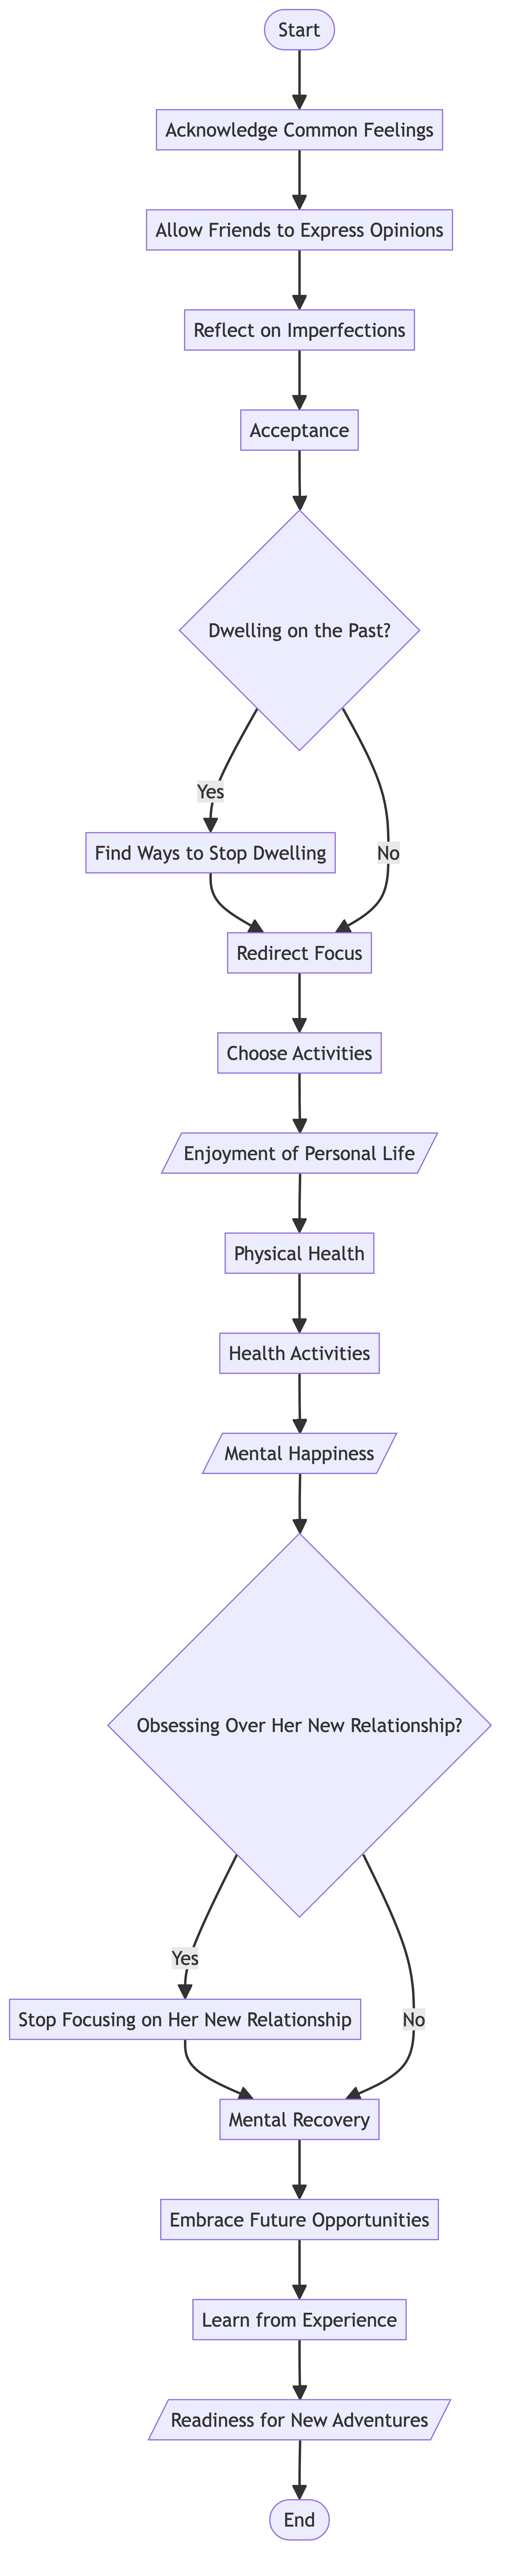 Start
Acknowledge Common Feelings
Allow Friends to Express Opinions
Reflect on Imperfections
Acceptance
Dwelling on the Past?
Yes
Find Ways to Stop Dwelling
No
Redirect Focus
Choose Activities
Enjoyment of Personal Life
Physical Health
Health Activities
Mental Happiness
Obsessing Over Her New Relationship?
Yes
Stop Focusing on Her New Relationship
No
Mental Recovery
Embrace Future Opportunities
Learn from Experience
Readiness for New Adventures
End